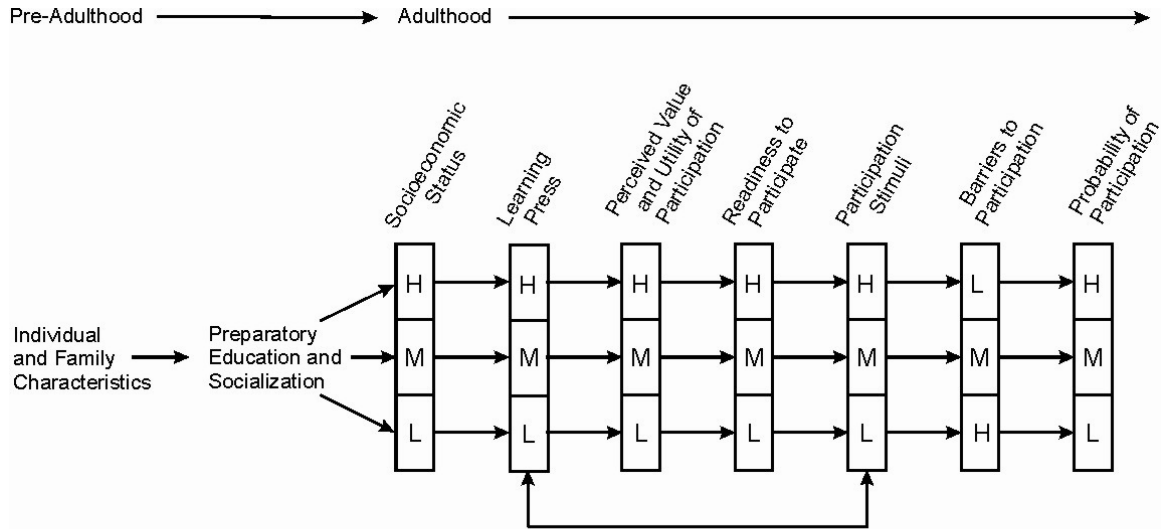 Pre-Adulthood
Adulthood
Socioeconomic
Status
Learning
Press
Perceived Value
and Utility of
Participation
Readiness to
Participate
Participation
Stimuli
Barriers to
Participation
Probability of
Participation
H
H
H
H
H
L
H
Individual
and Family
Characteristics
Preparatory
Education and
Socialization
M
M
M
M
M
M
M
L
L
L
L
L
H
L